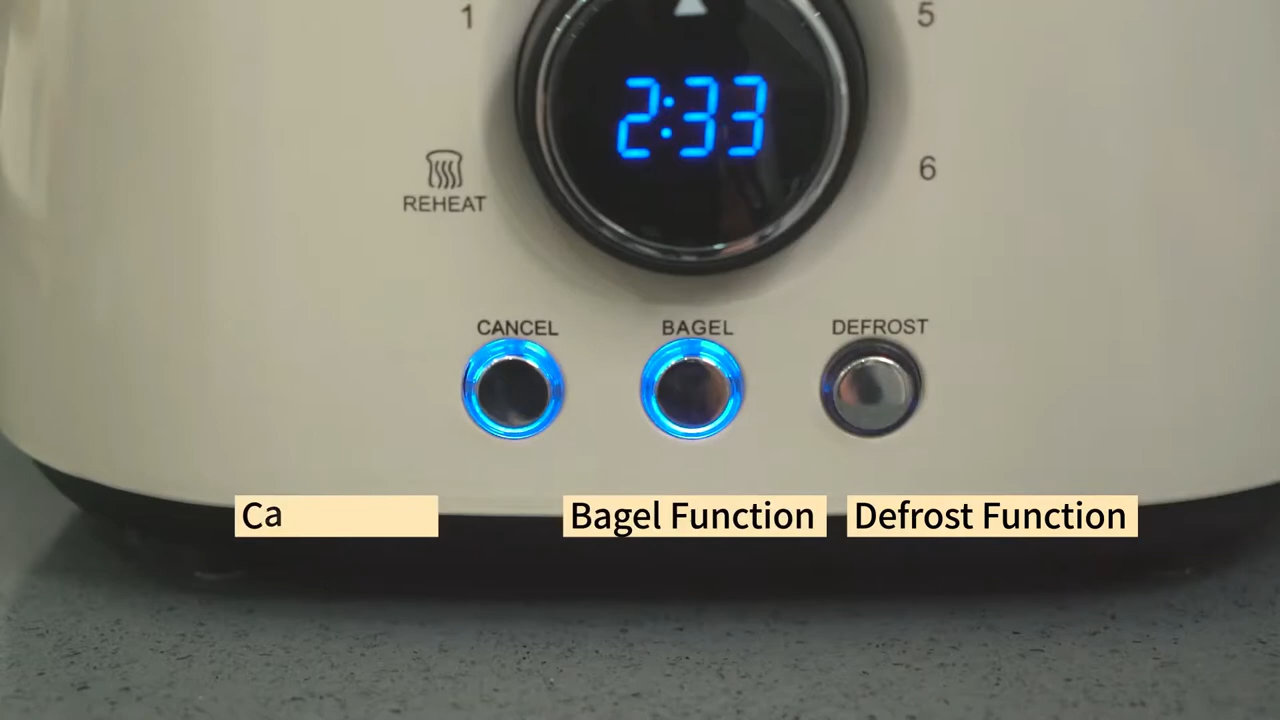 1 5
2:33
6
REHEAT
CANCEL BAGEL DEFROST
Ca Bagel Function Defrost Function